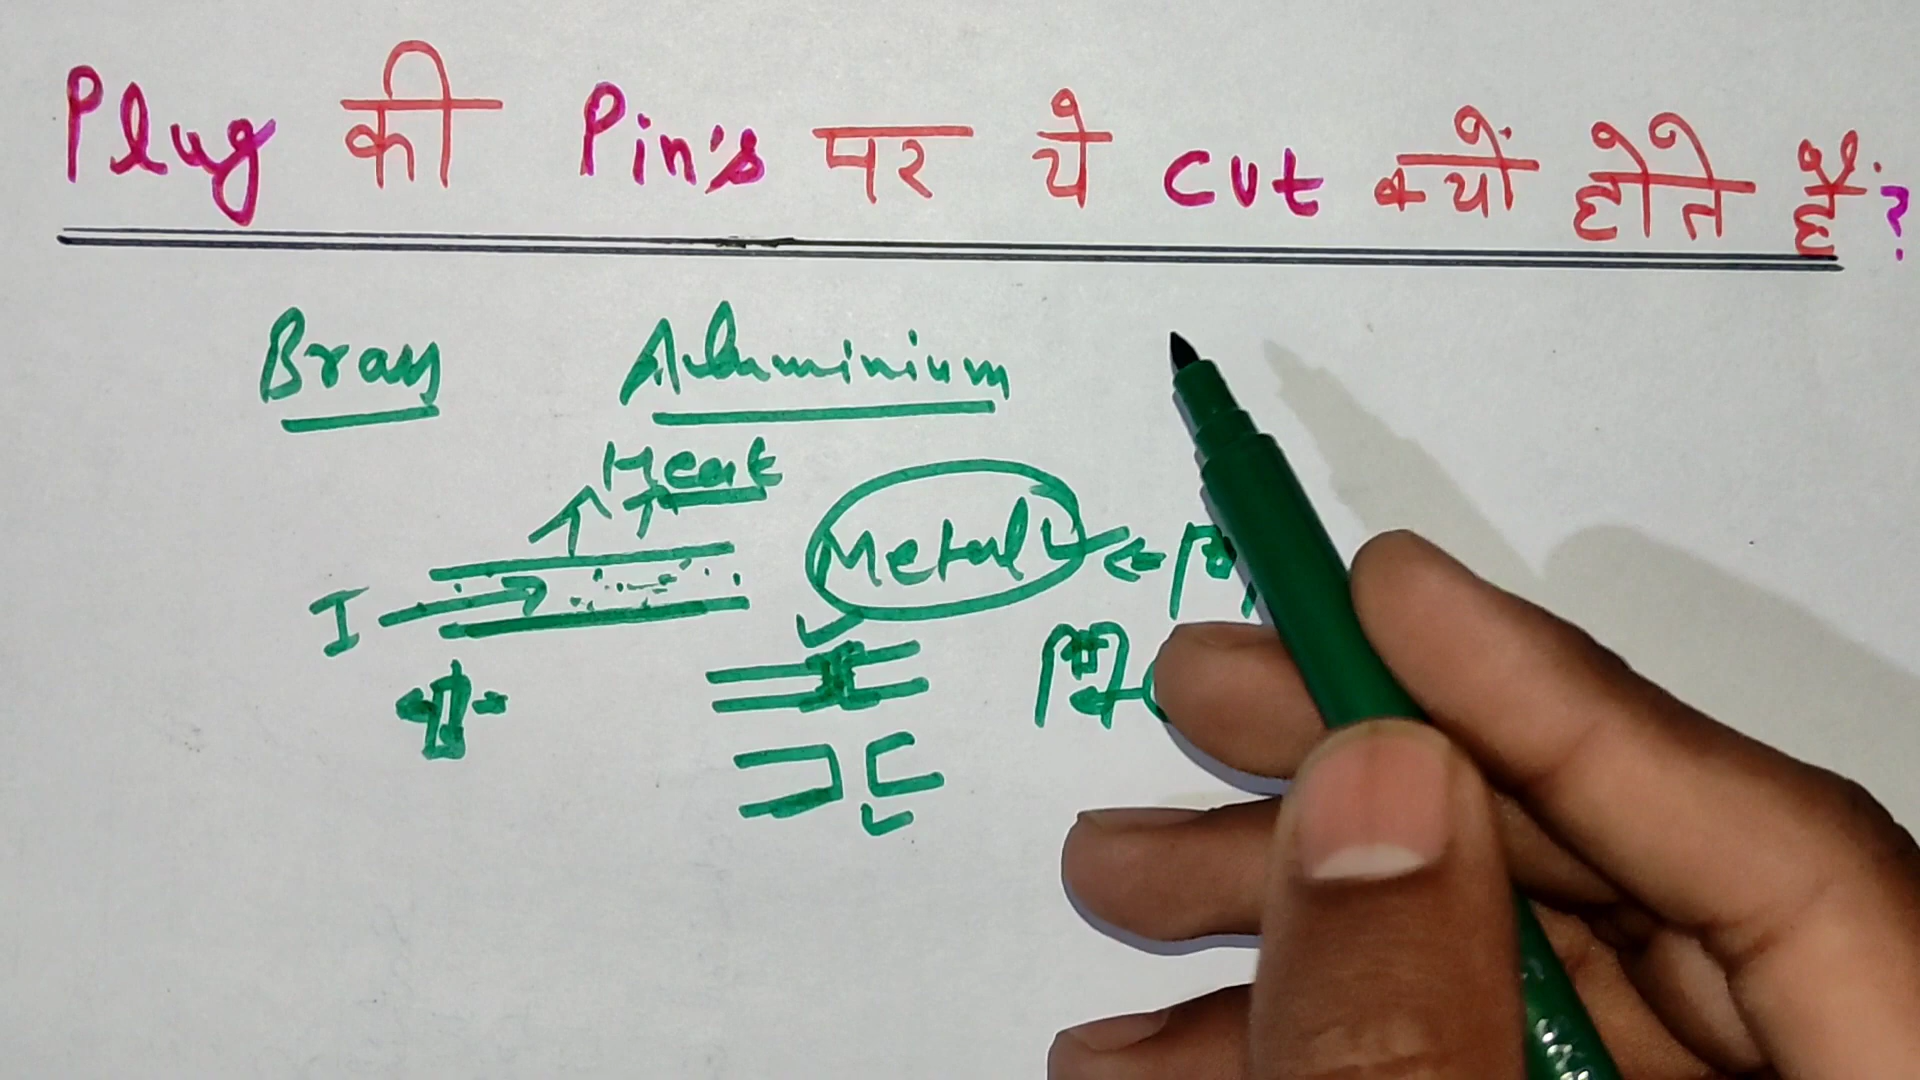 Plug की Pin's पर ये cut क्यों होते हैं?
Brass Aluminium
Heat
Metal
I